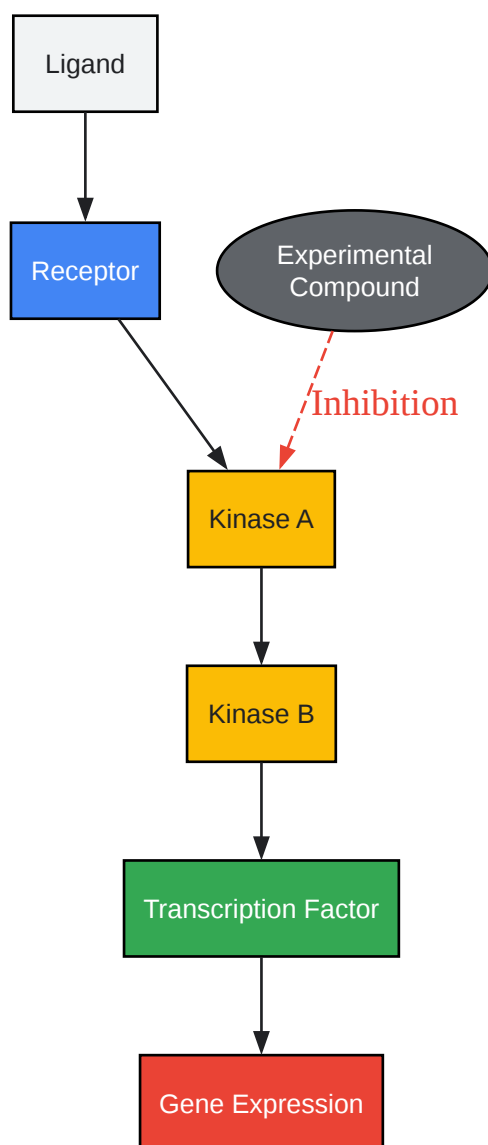 Ligand
Receptor
Experimental
Compound
Inhibition
Kinase A
Kinase B
Transcription Factor
Gene Expression